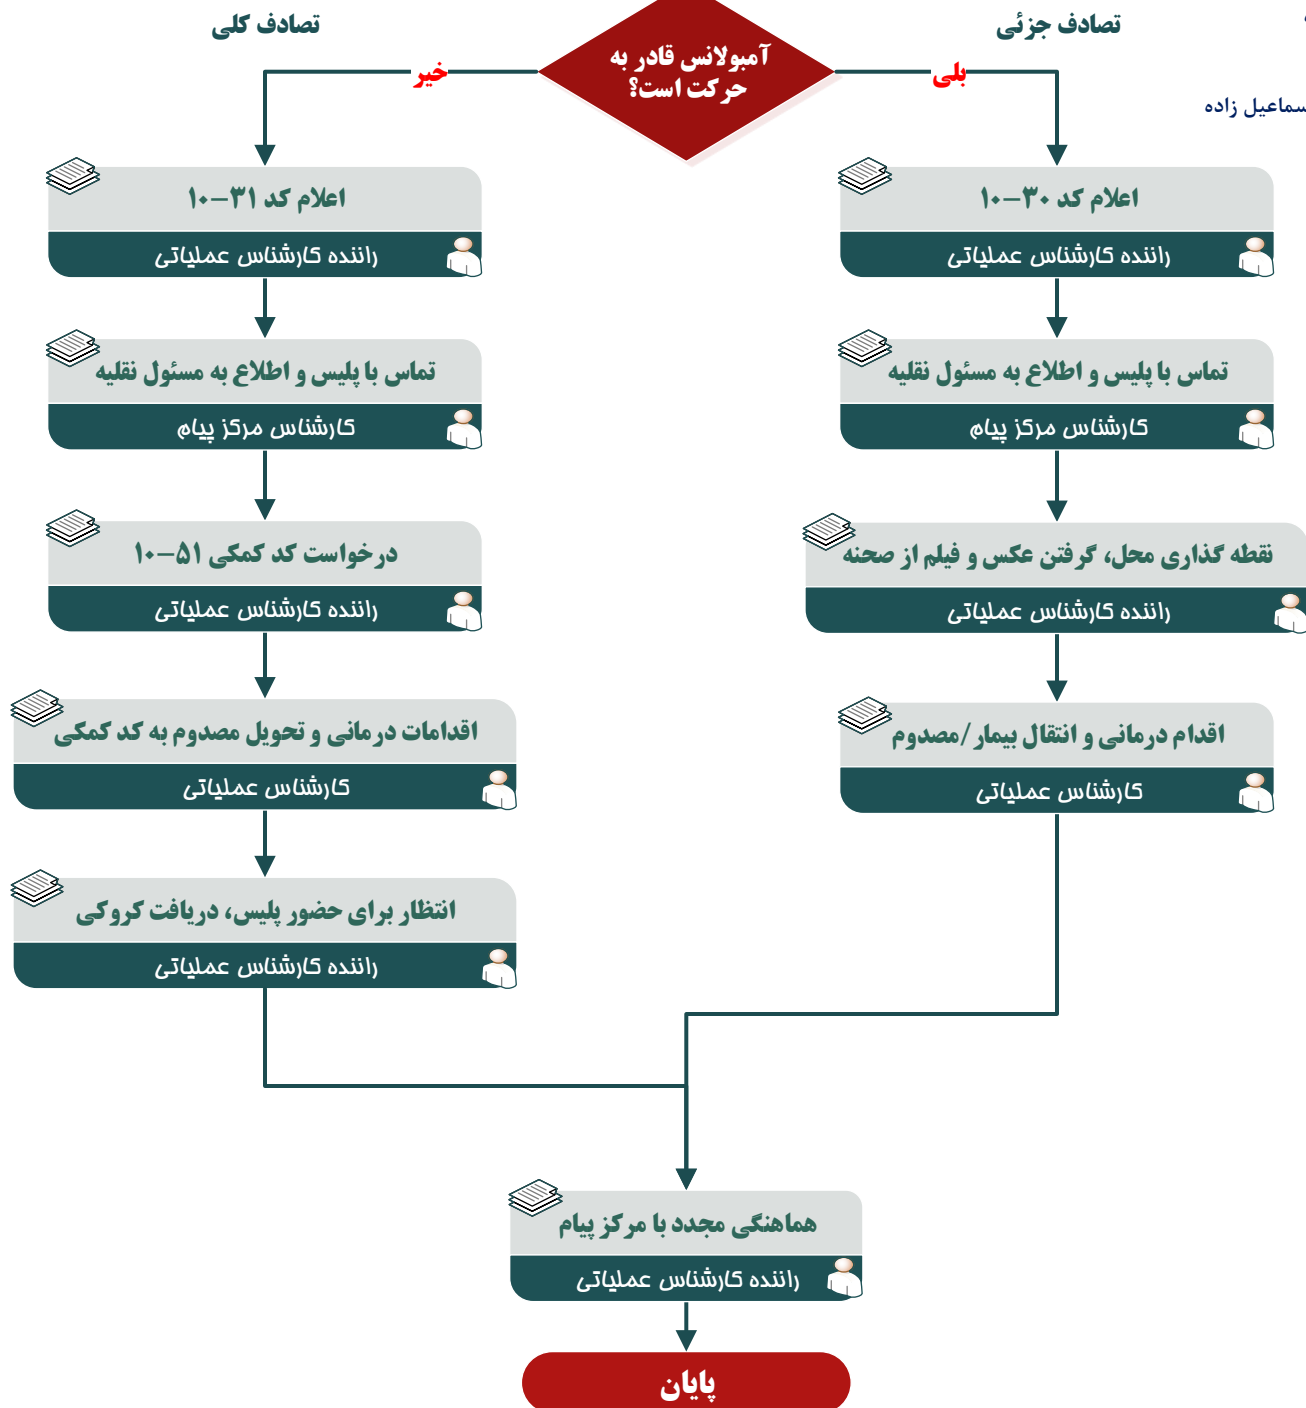 تصادف جزئی
تصادف کلی
آمبولانس قادر به
حرکت است؟
بلی
خیر
سماعیل زاده
اعلام کد ۳۰–۱۰
راننده کارشناس عملیاتی
تماس با پلیس و اطلاع به مسئول نقلیه
کارشناس مرکز پیام
نقطه گذاری محل، گرفتن عکس و فیلم از صحنه
راننده کارشناس عملیاتی
اقدام درمانی و انتقال بیمار/مصدوم
کارشناس عملیاتی
اعلام کد ۳۱–۱۰
راننده کارشناس عملیاتی
تماس با پلیس و اطلاع به مسئول نقلیه
کارشناس مرکز پیام
درخواست کد کمکی ۵۱–۱۰
راننده کارشناس عملیاتی
اقدامات درمانی و تحویل مصدوم به کد کمکی
کارشناس عملیاتی
انتظار برای حضور پلیس، دریافت کروکی
راننده کارشناس عملیاتی
هماهنگی مجدد با مرکز پیام
راننده کارشناس عملیاتی
پایان